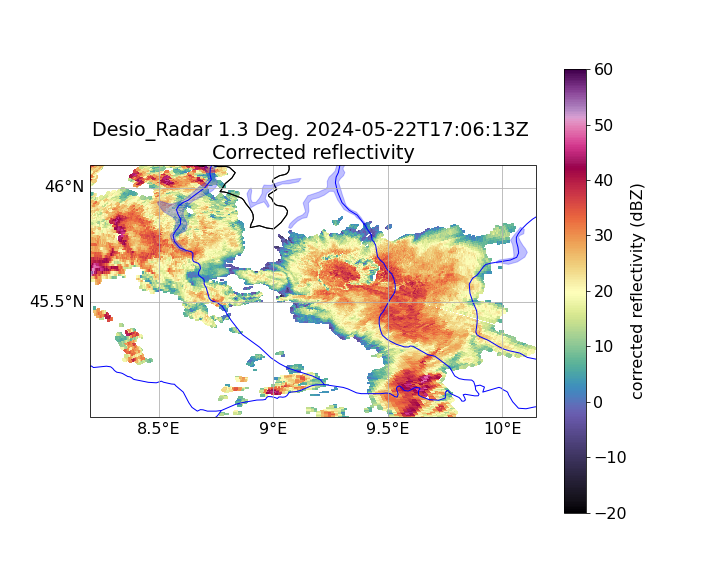 Desio_Radar 1.3 Deg. 2024-05-22T17:06:13Z
Corrected reflectivity
46°N
45.5°N
8.5°E
9°E
9.5°E
10°E
60
50
40
30
20
10
0
−10
−20
corrected reflectivity (dBZ)